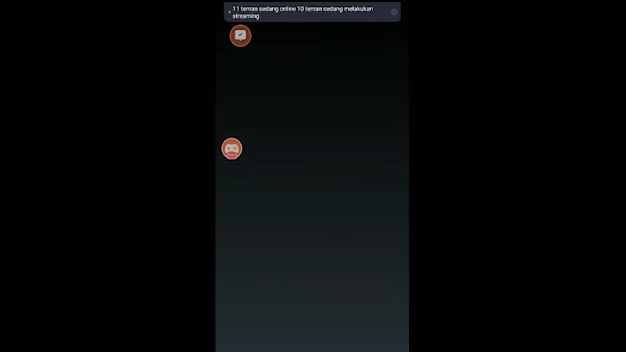 11 teman sedang online 10 teman sedang melakukan
streaming